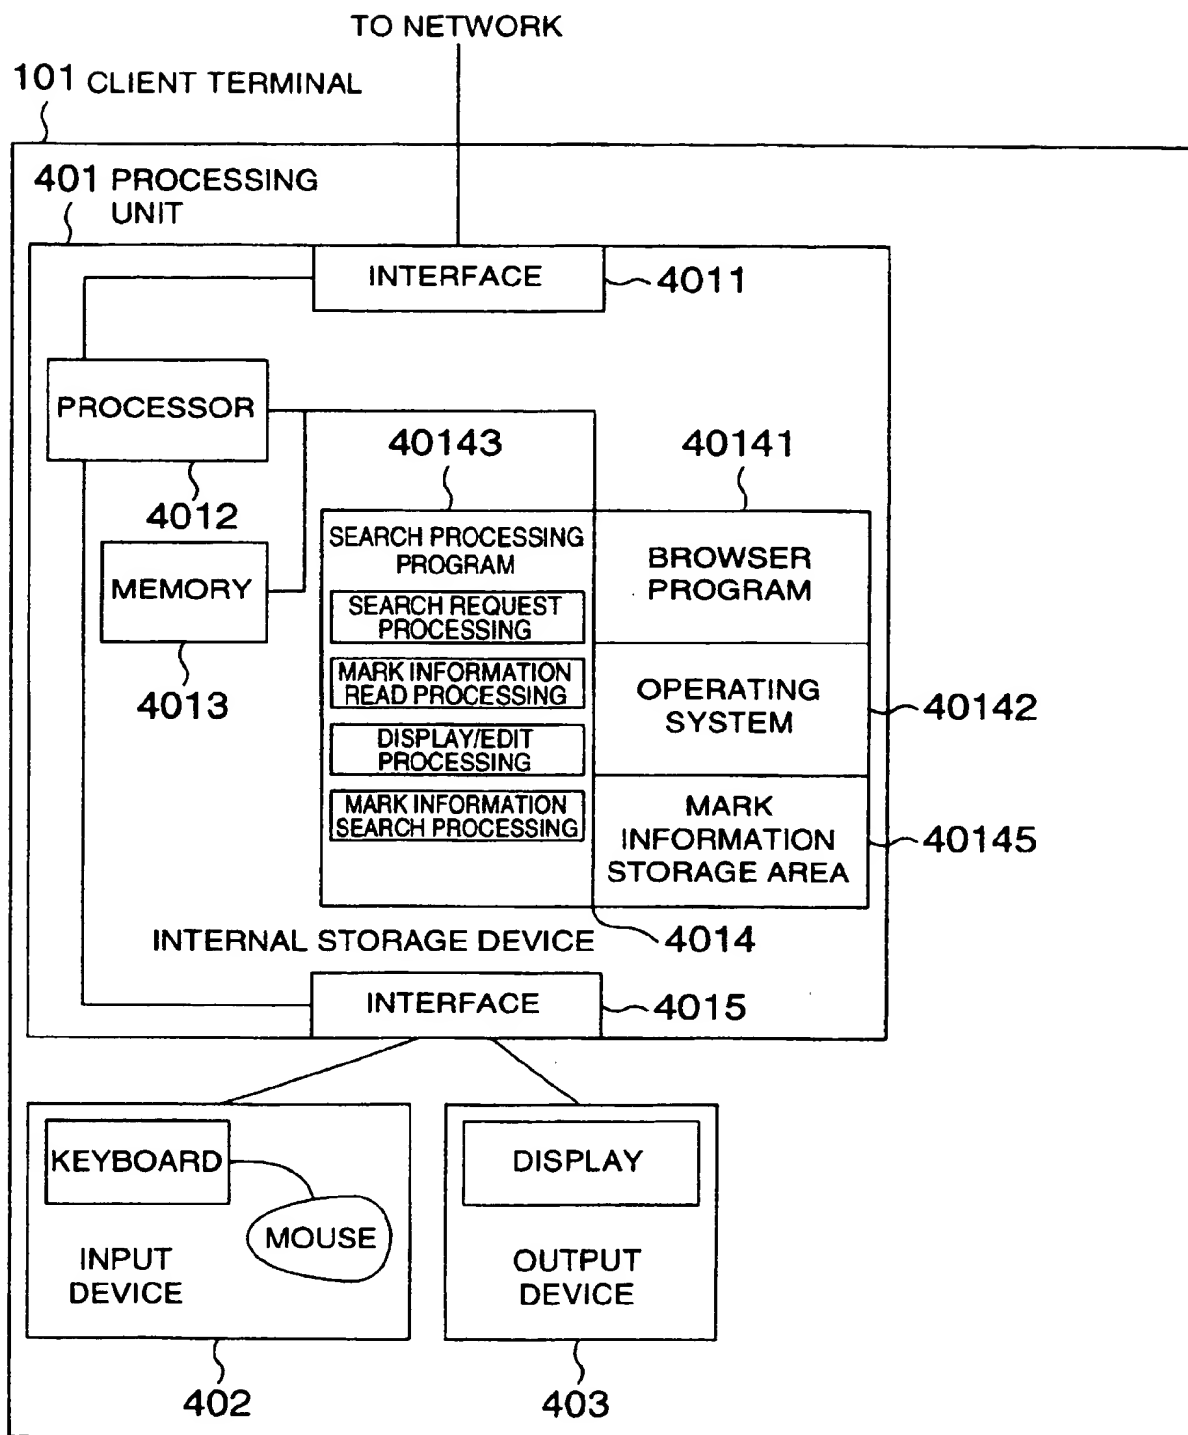 TO NETWORK
101 CLIENT TERMINAL
401 PROCESSING
UNIT
INTERFACE
4011
PROCESSOR
4012
40143
40141
MEMORY
4013
SEARCH PROCESSING
PROGRAM
SEARCH REQUEST
PROCESSING
MARK INFORMATION
READ PROCESSING
DISPLAY/EDIT
PROCESSING
MARK INFORMATION
SEARCH PROCESSING
BROWSER
PROGRAM
OPERATING
SYSTEM
40142
MARK
INFORMATION
STORAGE AREA
40145
INTERNAL STORAGE DEVICE
4014
INTERFACE
4015
KEYBOARD
MOUSE
INPUT
DEVICE
402
DISPLAY
OUTPUT
DEVICE
403